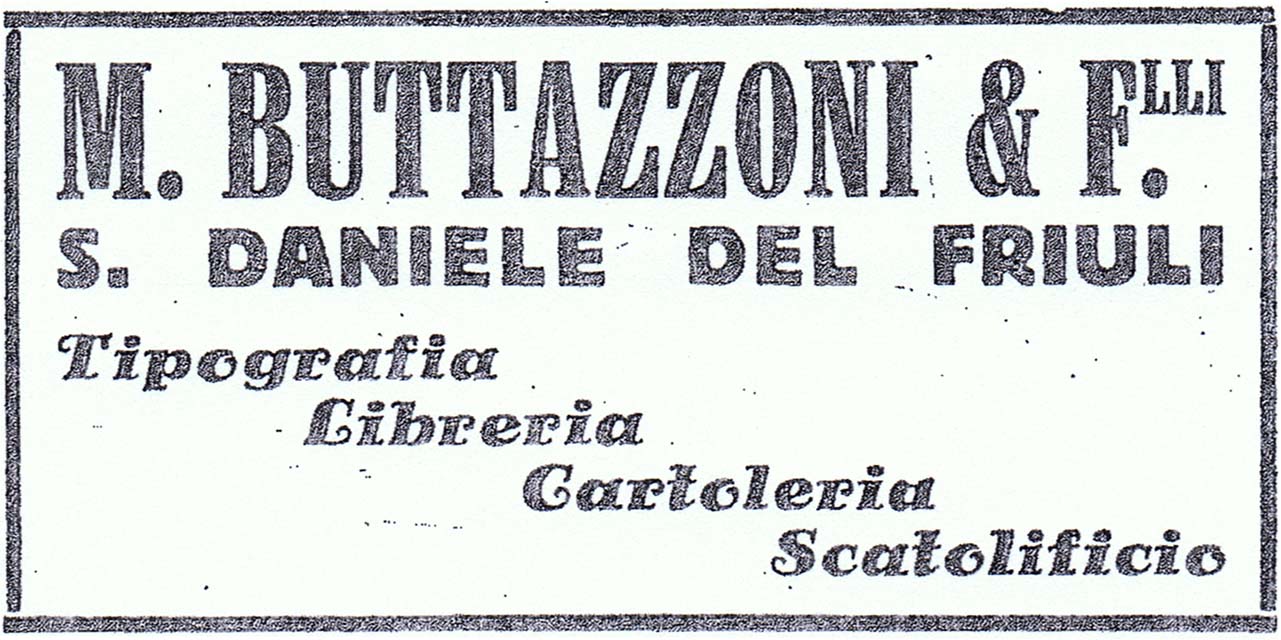 M. BUTTAZZONI & F.LLI
S. DANIELE DEL FRIULI
Tipografia
Libreria
Cartoleria
Scatolificio